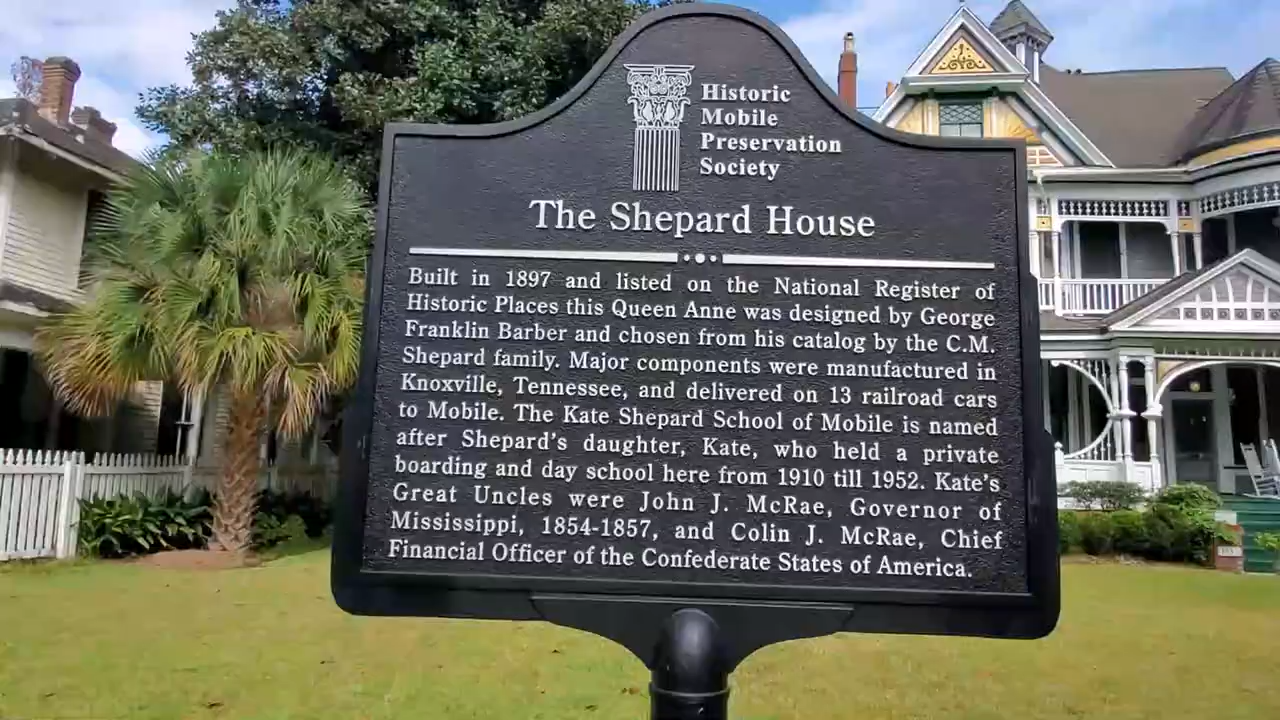 Historic
Mobile
Preservation
Society
The Shepard House
Built in 1897 and listed on the National Register of
Historic Places this Queen Anne was designed by George
Franklin Barber and chosen from his catalog by the C.M.
Shepard family. Major components were manufactured in
Knoxville, Tennessee, and delivered on 13 railroad cars
to Mobile. The Kate Shepard School of Mobile is named
after Shepard's daughter, Kate, who held a private
boarding and day school here from 1910 till 1952. Kate's
Great Uncles were John J. McRae, Governor of
Mississippi, 1854-1857, and Colin J. McRae, Chief
Financial Officer of the Confederate States of America.